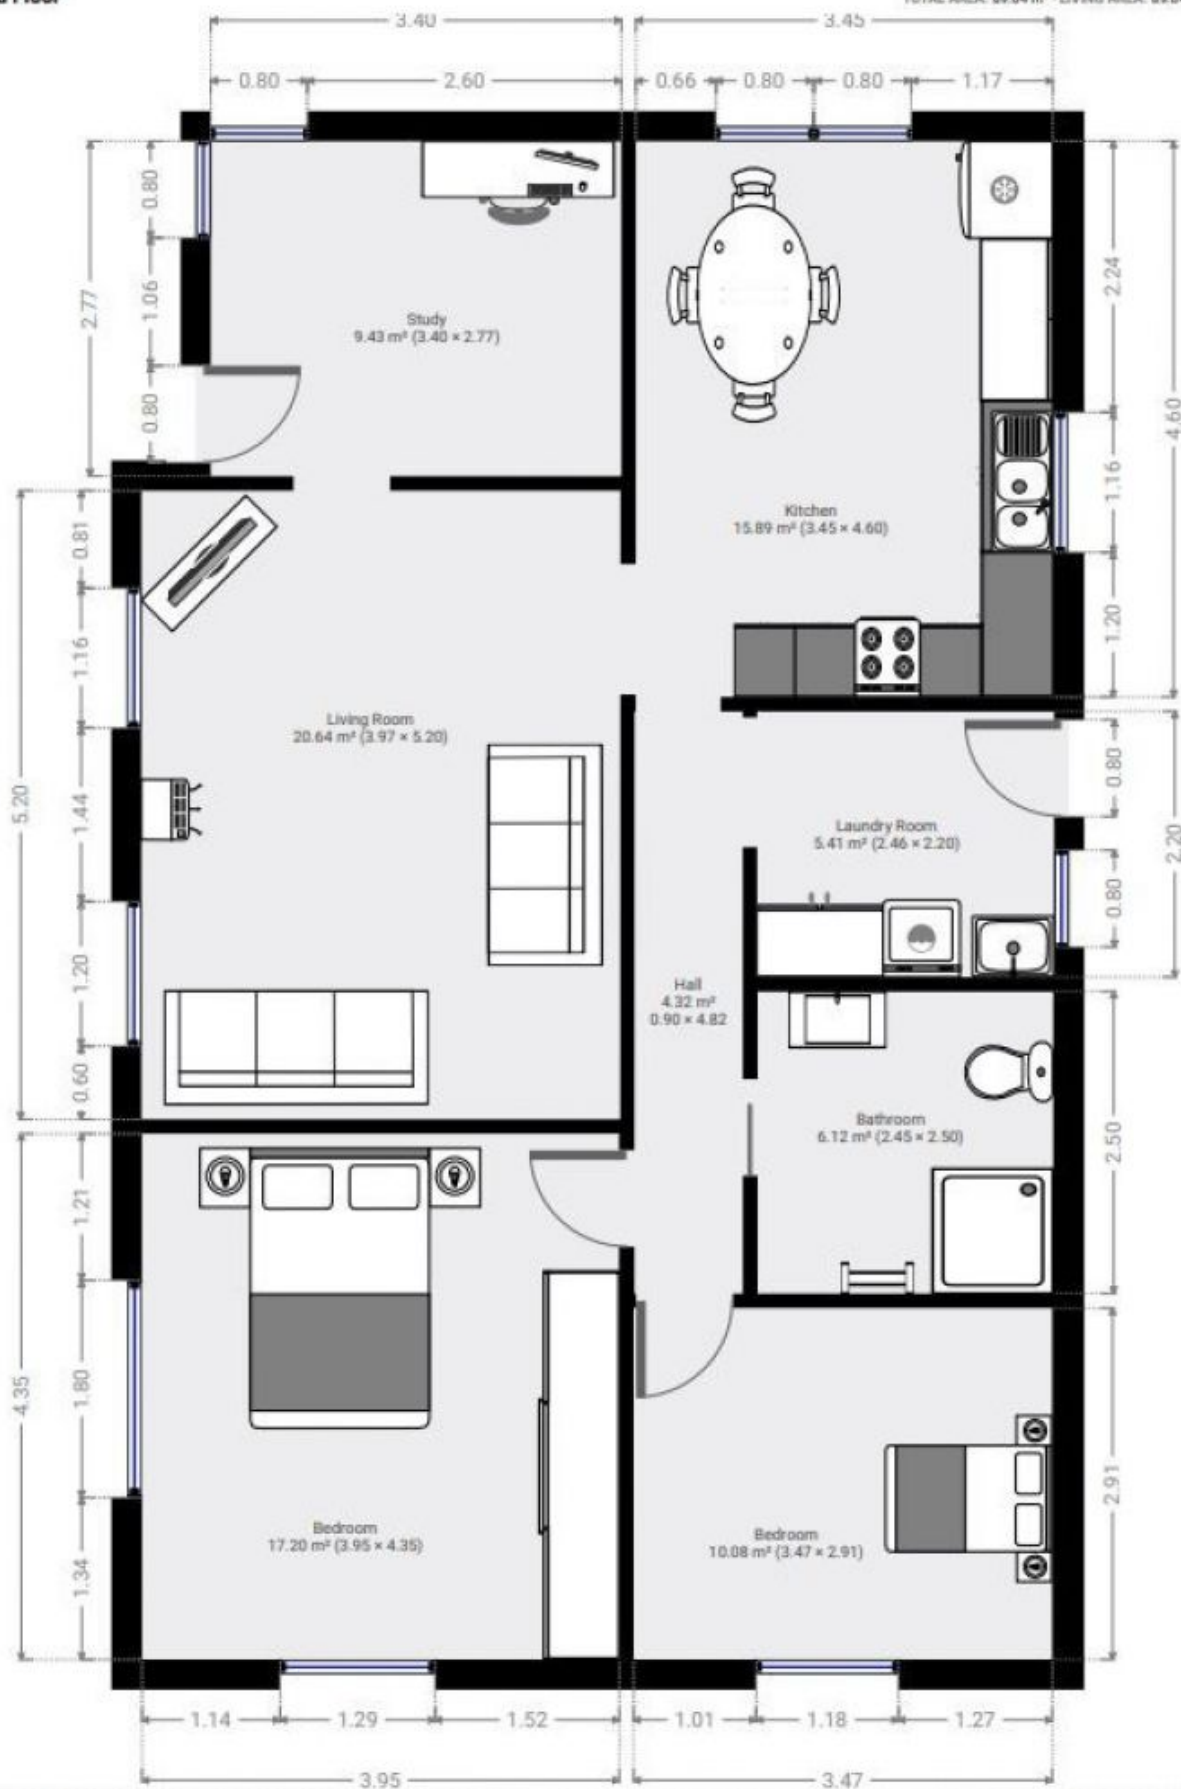 3.40
3.45
0.80
2.60
0.66
0.80
0.80
1.17
2.77
0.80
1.06
0.80
Study
9.43 m² (3.40 × 2.77)
2.24
4.60
1.16
1.20
Kitchen
15.89 m² (3.45 × 4.60)
5.20
0.81
1.16
1.44
1.20
0.60
Living Room
20.64 m² (3.97 × 5.20)
Laundry Room
5.41 m² (2.46 × 2.20)
0.80
0.80
2.20
Hall
4.32 m²
0.90 × 4.82
Bathroom
6.12 m² (2.45 × 2.50)
2.50
4.35
1.21
1.80
1.34
Bedroom
17.20 m² (3.95 × 4.35)
Bedroom
10.08 m² (3.47 × 2.91)
2.91
1.14
1.29
1.52
1.01
1.18
1.27
3.95
3.47